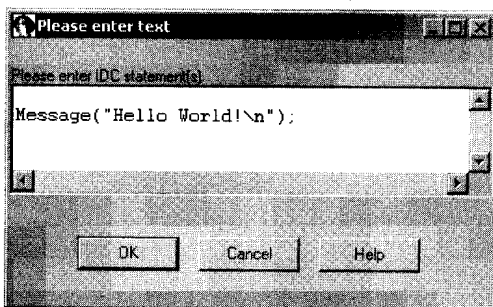 Please enter text
Please enter IDC statement(s)
Message("Hello World!\n");
OK
Cancel
Help